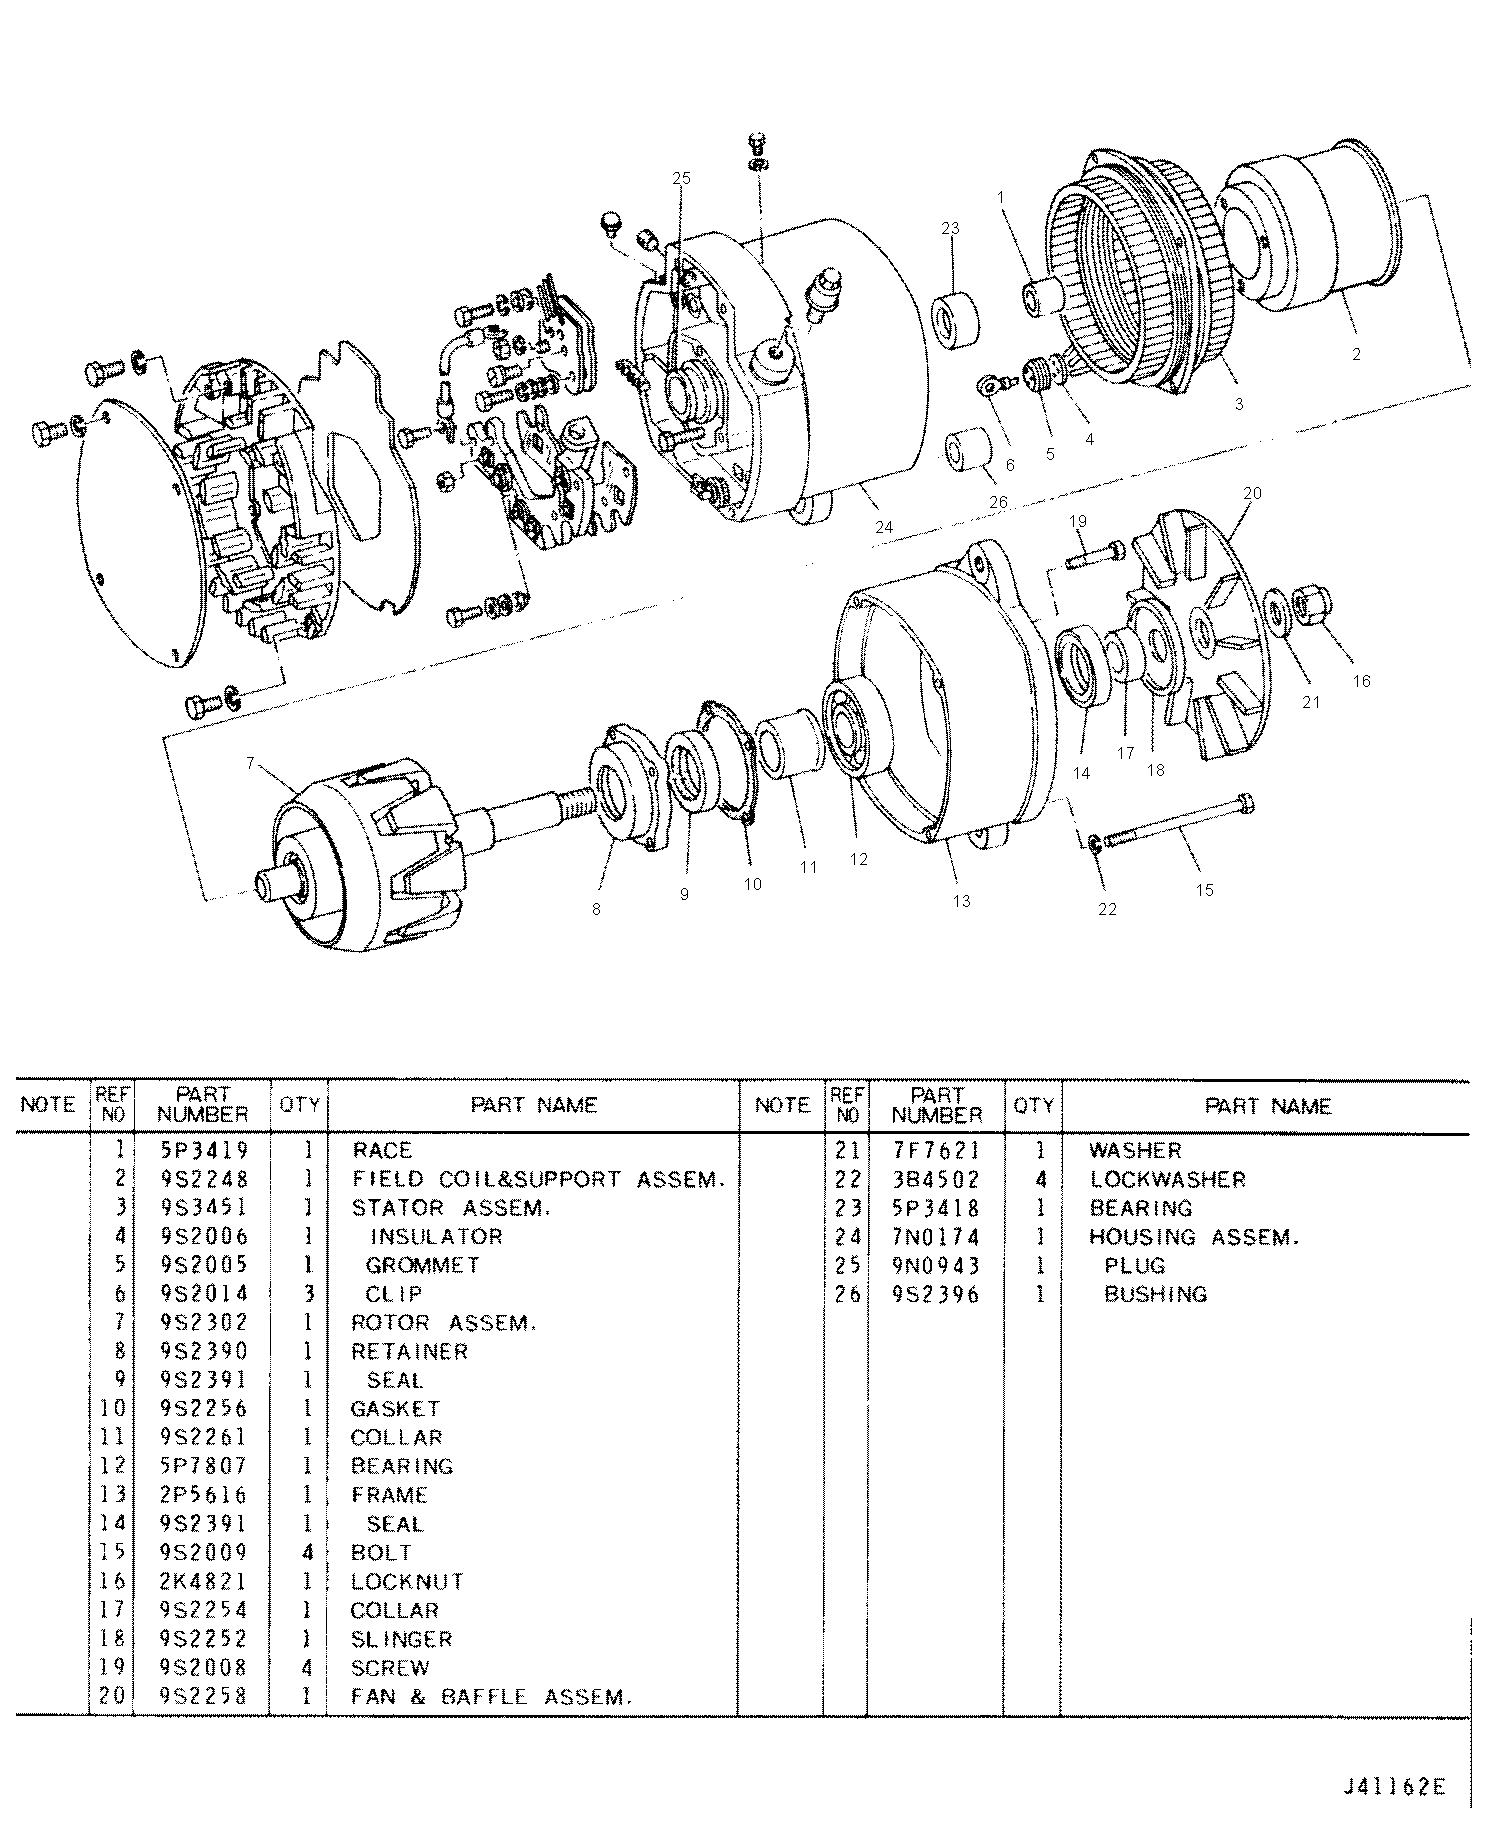 25
23
1
2
3
4
5
6
26
24
19
20
7
16
21
14
17
18
11
12
10
9
8
13
22
15
NOTE REF NO PART NUMBER QTY PART NAME NOTE REF NO PART NUMBER QTY PART NAME
1 5P3419 1 RACE 21 7F7621 1 WASHER
2 9S2248 1 FIELD COIL&SUPPORT ASSEM. 22 3B4502 4 LOCKWASHER
3 9S3451 1 STATOR ASSEM. 23 5P3418 1 BEARING
4 9S2006 1 INSULATOR 24 7N0174 1 HOUSING ASSEM.
5 9S2005 1 GROMMET 25 9N0943 1 PLUG
6 9S2014 3 CLIP 26 9S2396 1 BUSHING
7 9S2302 1 ROTOR ASSEM.
8 9S2390 1 RETAINER
9 9S2391 1 SEAL
10 9S2256 1 GASKET
11 9S2261 1 COLLAR
12 5P7807 1 BEARING
13 2P5616 1 FRAME
14 9S2391 1 SEAL
15 9S2009 4 BOLT
16 2K4821 1 LOCKNUT
17 9S2254 1 COLLAR
18 9S2252 1 SLINGER
19 9S2008 4 SCREW
20 9S2258 1 FAN & BAFFLE ASSEM.
J41162E